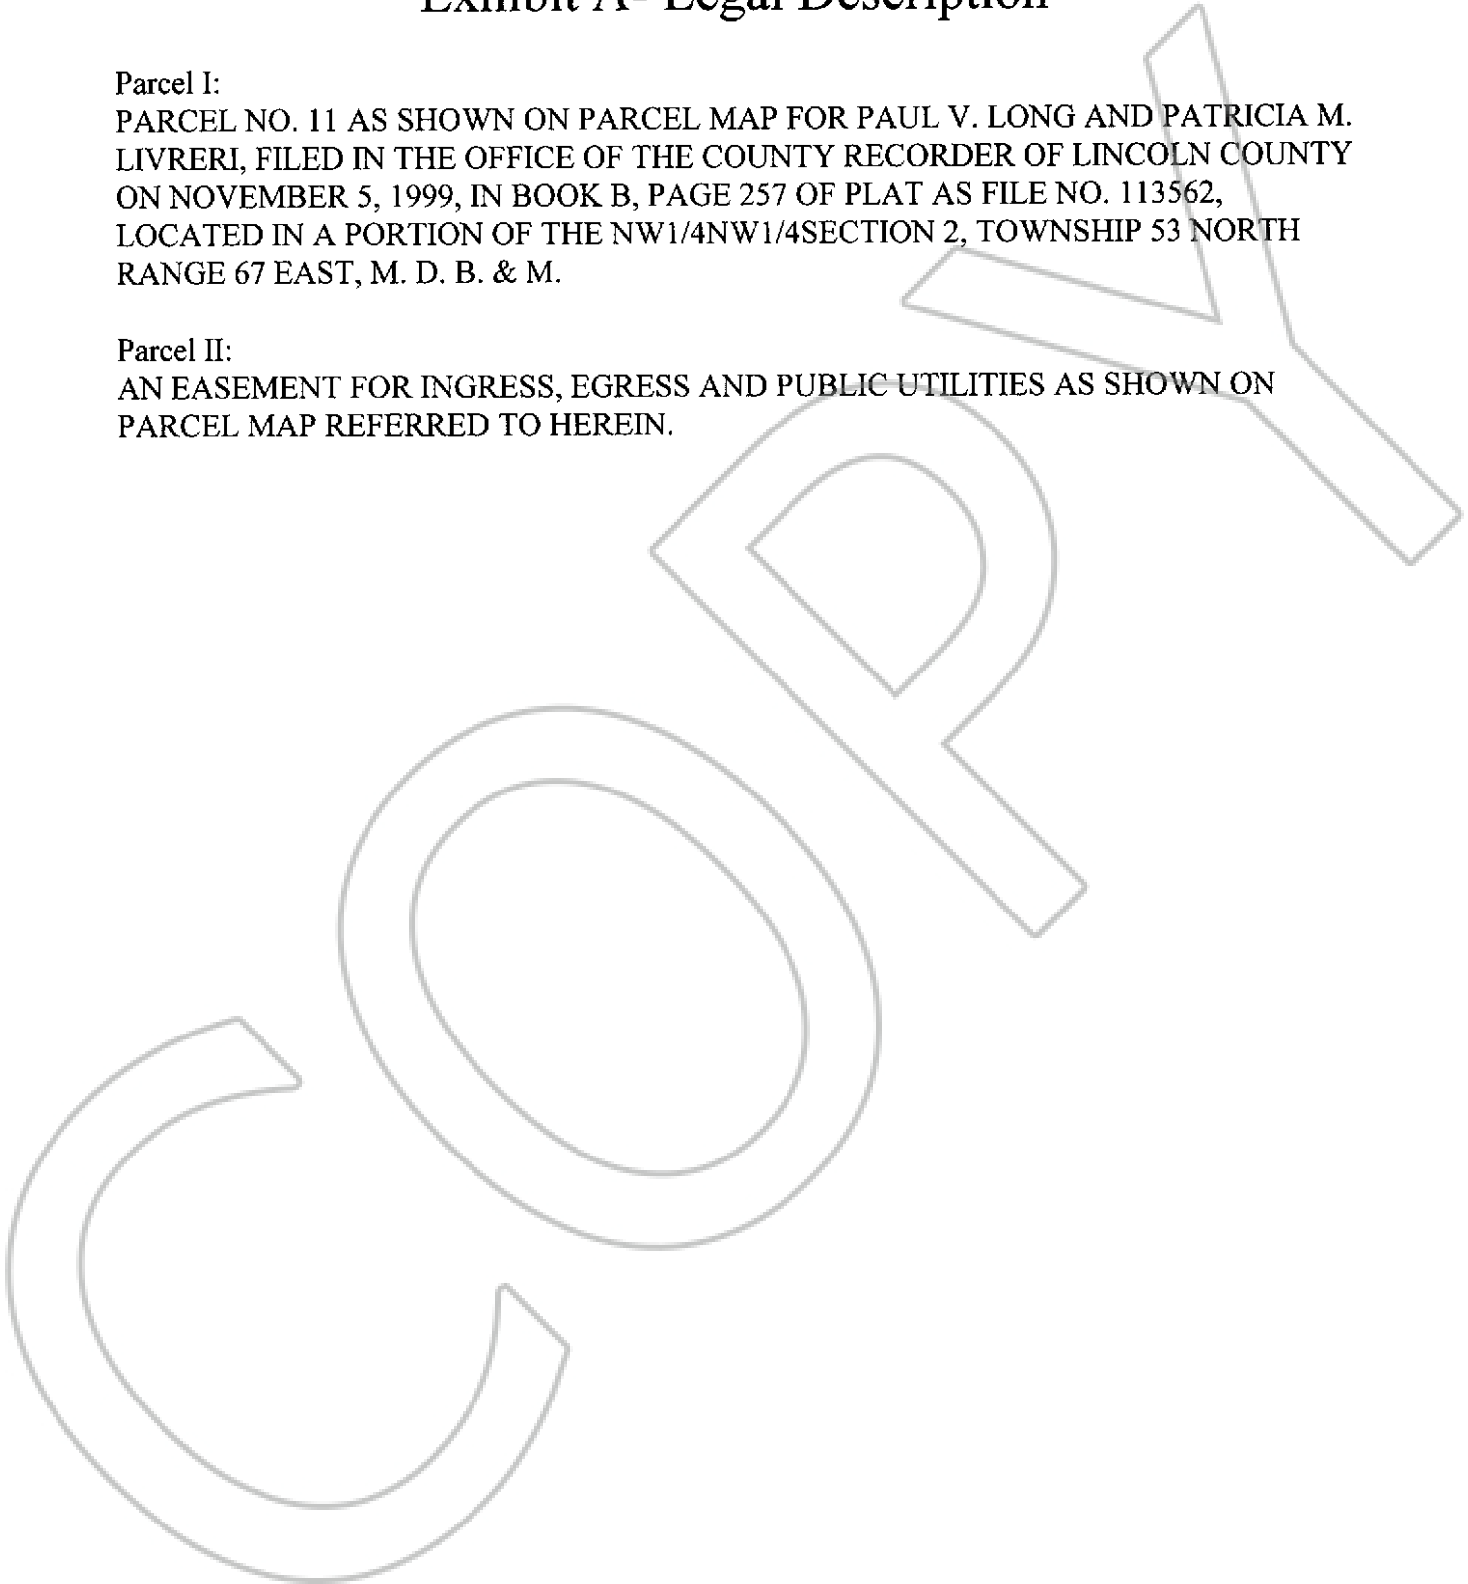 Exhibit A- Legal Description
Parcel I:
PARCEL NO. 11 AS SHOWN ON PARCEL MAP FOR PAUL V. LONG AND PATRICIA M.
LIVRERI, FILED IN THE OFFICE OF THE COUNTY RECORDER OF LINCOLN COUNTY
ON NOVEMBER 5, 1999, IN BOOK B, PAGE 257 OF PLAT AS FILE NO. 113562,
LOCATED IN A PORTION OF THE NW1/4NW1/4SECTION 2, TOWNSHIP 53 NORTH
RANGE 67 EAST, M. D. B. & M.
Parcel II:
AN EASEMENT FOR INGRESS, EGRESS AND PUBLIC UTILITIES AS SHOWN ON
PARCEL MAP REFERRED TO HEREIN.
COPY